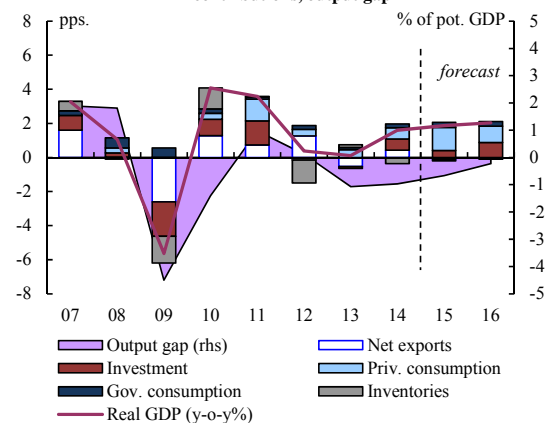 pps.
% of pot. GDP
8
6
4
2
0
-2
-4
-6
-8
5
4
3
2
1
0
-1
-2
-3
-4
-5
forecast
07 08 09 10 11 12 13 14 15 16
Output gap (rhs) Net exports
Investment Priv. consumption
Gov. consumption Inventories
Real GDP (y-o-y%)